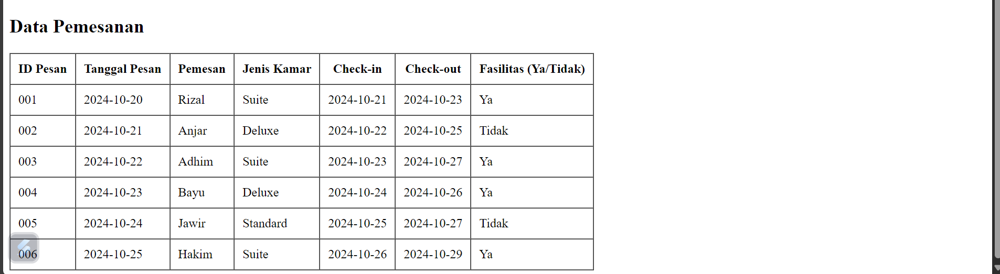 Data Pemesanan
ID Pesan Tanggal Pesan Pemesan Jenis Kamar Check-in Check-out Fasilitas (Ya/Tidak)
001 2024-10-20 Rizal Suite 2024-10-21 2024-10-23 Ya
002 2024-10-21 Anjar Deluxe 2024-10-22 2024-10-25 Tidak
003 2024-10-22 Adhim Suite 2024-10-23 2024-10-27 Ya
004 2024-10-23 Bayu Deluxe 2024-10-24 2024-10-26 Ya
005 2024-10-24 Jawir Standard 2024-10-25 2024-10-27 Tidak
006 2024-10-25 Hakim Suite 2024-10-26 2024-10-29 Ya